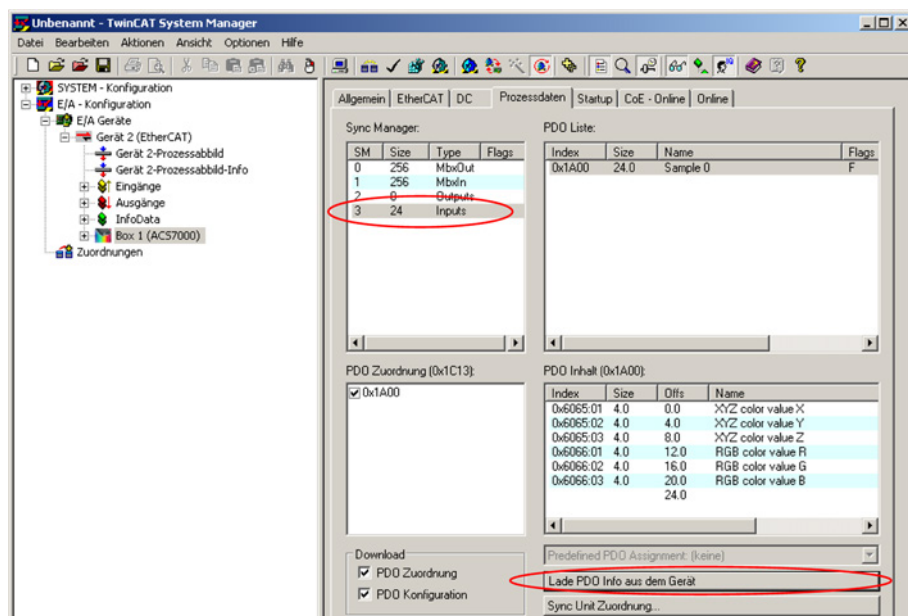 Unbenannt - TwinCAT System Manager
Datei Bearbeiten Aktionen Ansicht Optionen Hilfe
SYSTEM - Konfiguration
E/A - Konfiguration
E/A Geräte
Gerät 2 (EtherCAT)
Gerät 2-Prozessabbild
Gerät 2-Prozessabbild-Info
Eingänge
Ausgänge
InfoData
Box 1 (ACS7000)
Zuordnungen
Allgemein EtherCAT DC Prozessdaten Startup CoE - Online Online
Sync Manager:
SM Size Type Flags
0 256 MbxOut
1 256 MbxIn
2 0 Outputs
3 24 Inputs
PDO Liste:
Index Size Name Flags
0x1A00 24.0 Sample 0 F
PDO Zuordnung (0x1C13):
0x1A00
PDO Inhalt (0x1A00):
Index Size Offs Name
0x6065:01 4.0 0.0 XYZ color value X
0x6065:02 4.0 4.0 XYZ color value Y
0x6065:03 4.0 8.0 XYZ color value Z
0x6066:01 4.0 12.0 RGB color value R
0x6066:02 4.0 16.0 RGB color value G
0x6066:03 4.0 20.0 RGB color value B
24.0
Download
PDO Zuordnung
PDO Konfiguration
Predefined PDO Assignment: (keine)
Lade PDO Info aus dem Gerät
Sync Unit Zuordnung...